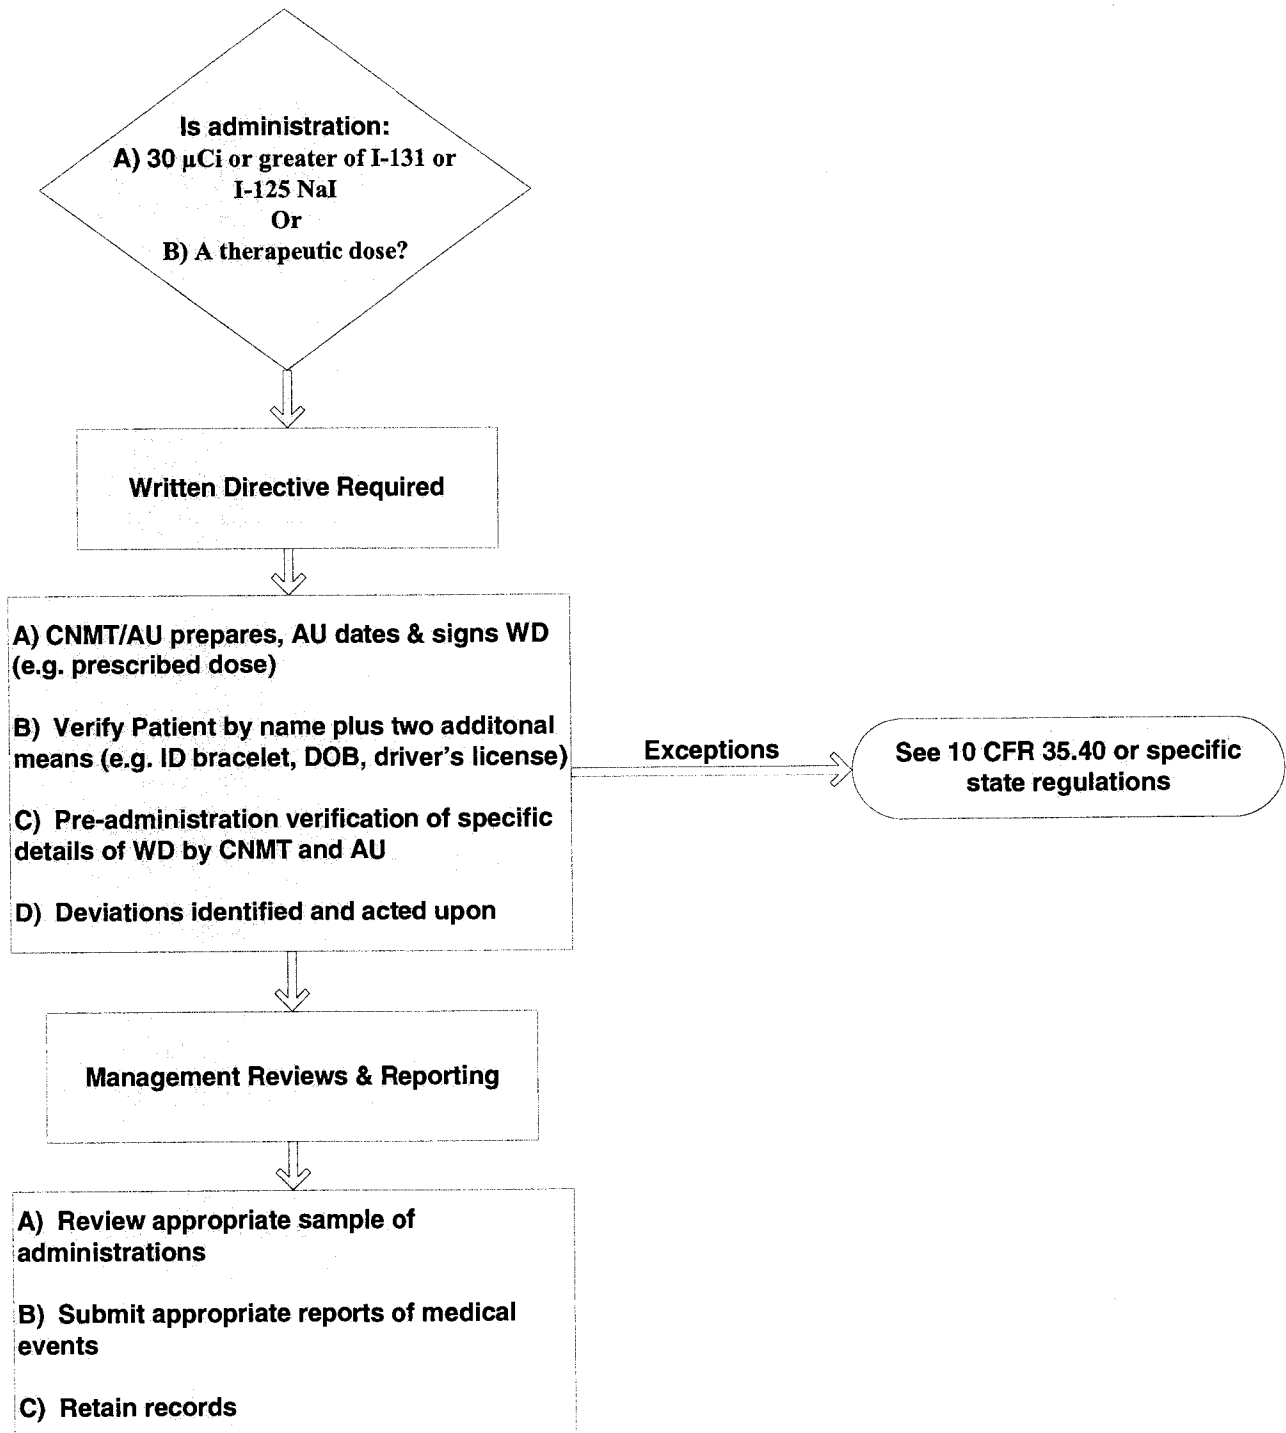 Is administration:
A) 30 µCi or greater of I-131 or
I-125 NaI
Or
B) A therapeutic dose?
Written Directive Required
A) CNMT/AU prepares, AU dates & signs WD
(e.g. prescribed dose)
B) Verify Patient by name plus two additonal
means (e.g. ID bracelet, DOB, driver's license)
C) Pre-administration verification of specific
details of WD by CNMT and AU
D) Deviations identified and acted upon
Exceptions
See 10 CFR 35.40 or specific
state regulations
Management Reviews & Reporting
A) Review appropriate sample of
administrations
B) Submit appropriate reports of medical
events
C) Retain records